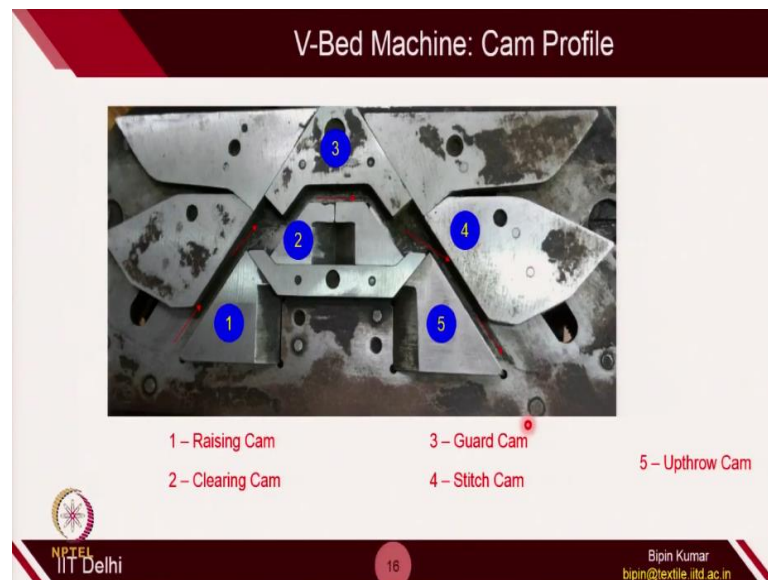 V-Bed Machine: Cam Profile
3
2
4
1
5
1 – Raising Cam
3 – Guard Cam
5 – Upthrow Cam
2 – Clearing Cam
4 – Stitch Cam
NPTEL
IIT Delhi
16
Bipin Kumar
bipin@textile.iitd.ac.in